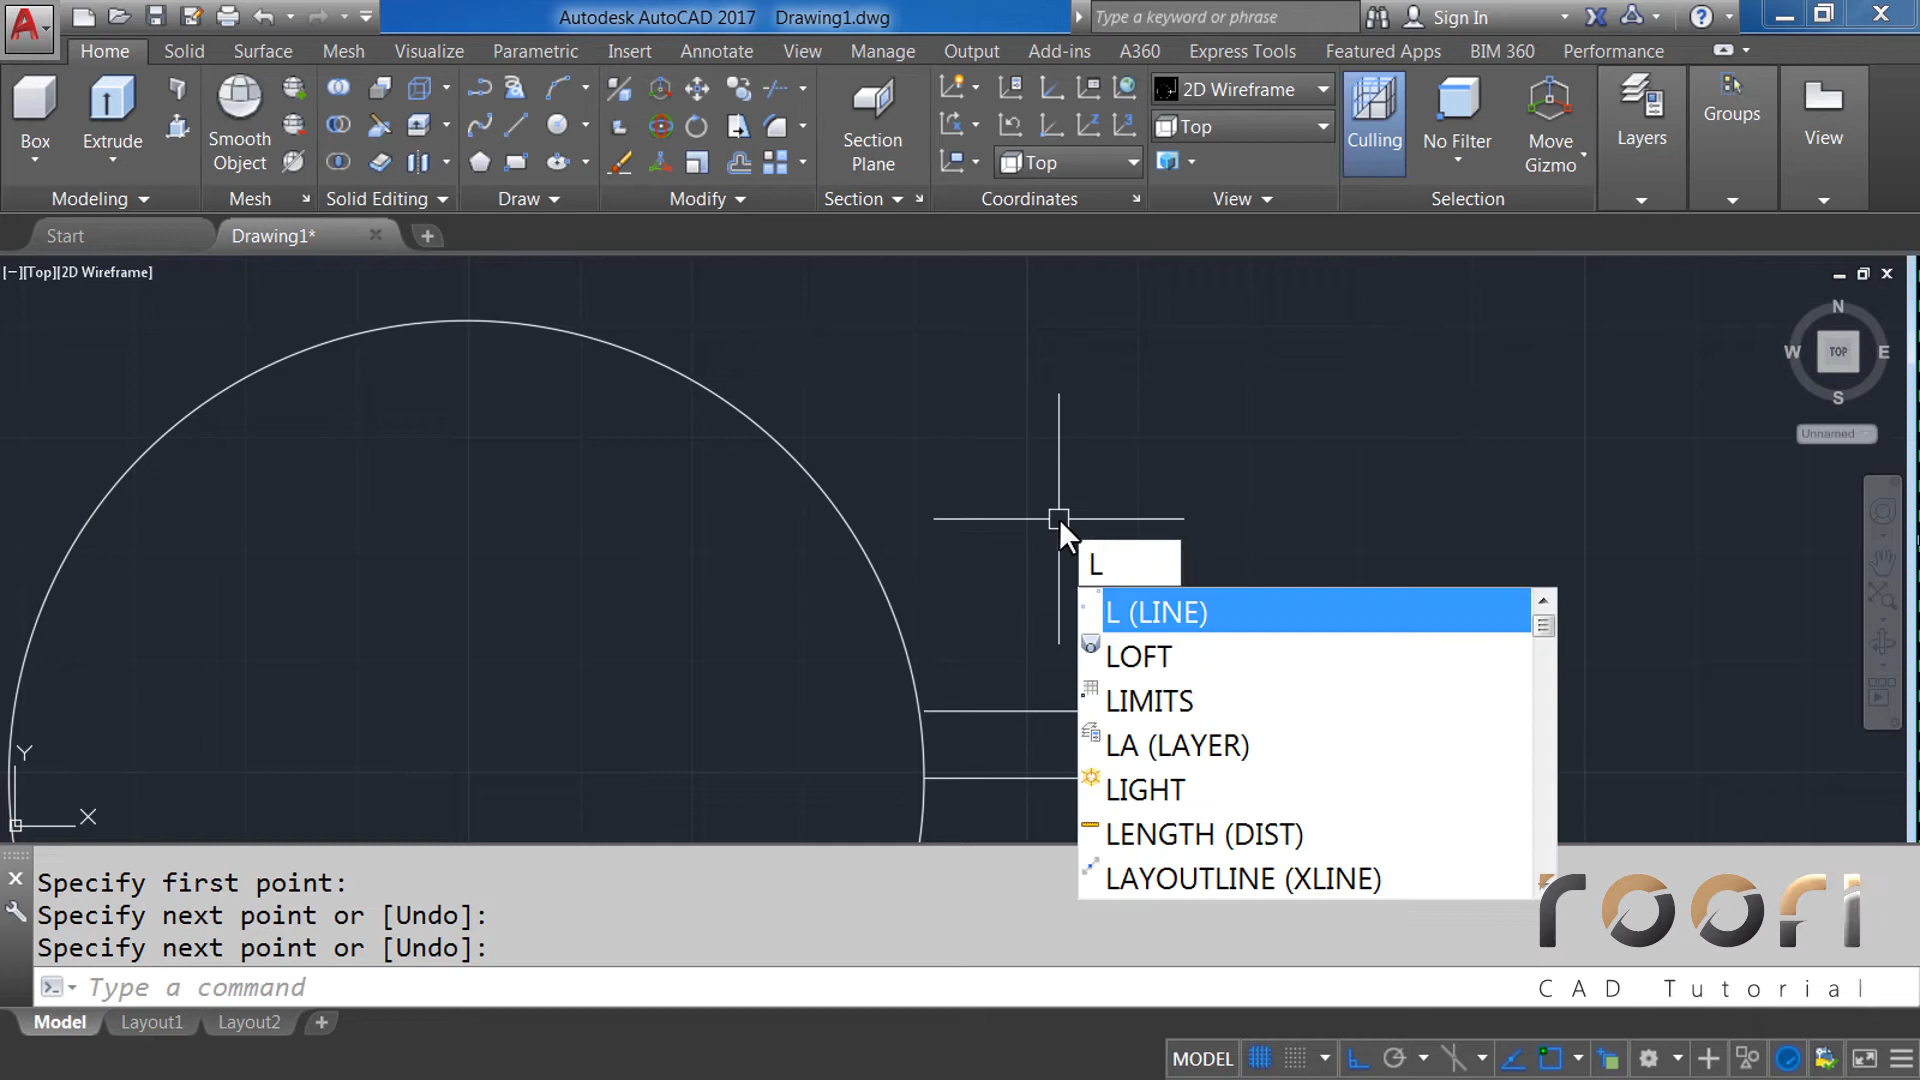 Autodesk AutoCAD 2017 Drawing1.dwg
Type a keyword or phrase
Sign In
Home Solid Surface Mesh Visualize Parametric Insert Annotate View Manage Output Add-ins A360 Express Tools Featured Apps BIM 360 Performance
Box
Extrude
Smooth
Object
Section
Plane
2D Wireframe
Top
Top
Culling
No Filter
Move
Gizmo
Layers
Groups
View
Modeling Mesh Solid Editing Draw Modify Section Coordinates View Selection
Start Drawing1*
[−][Top][2D Wireframe]
N
W TOP E
S
Unnamed
L
L (LINE)
LOFT
LIMITS
LA (LAYER)
LIGHT
LENGTH (DIST)
LAYOUTLINE (XLINE)
Y
X
Specify first point:
Specify next point or [Undo]:
Specify next point or [Undo]:
Type a command
roofi
CAD Tutorial
Model Layout1 Layout2
MODEL